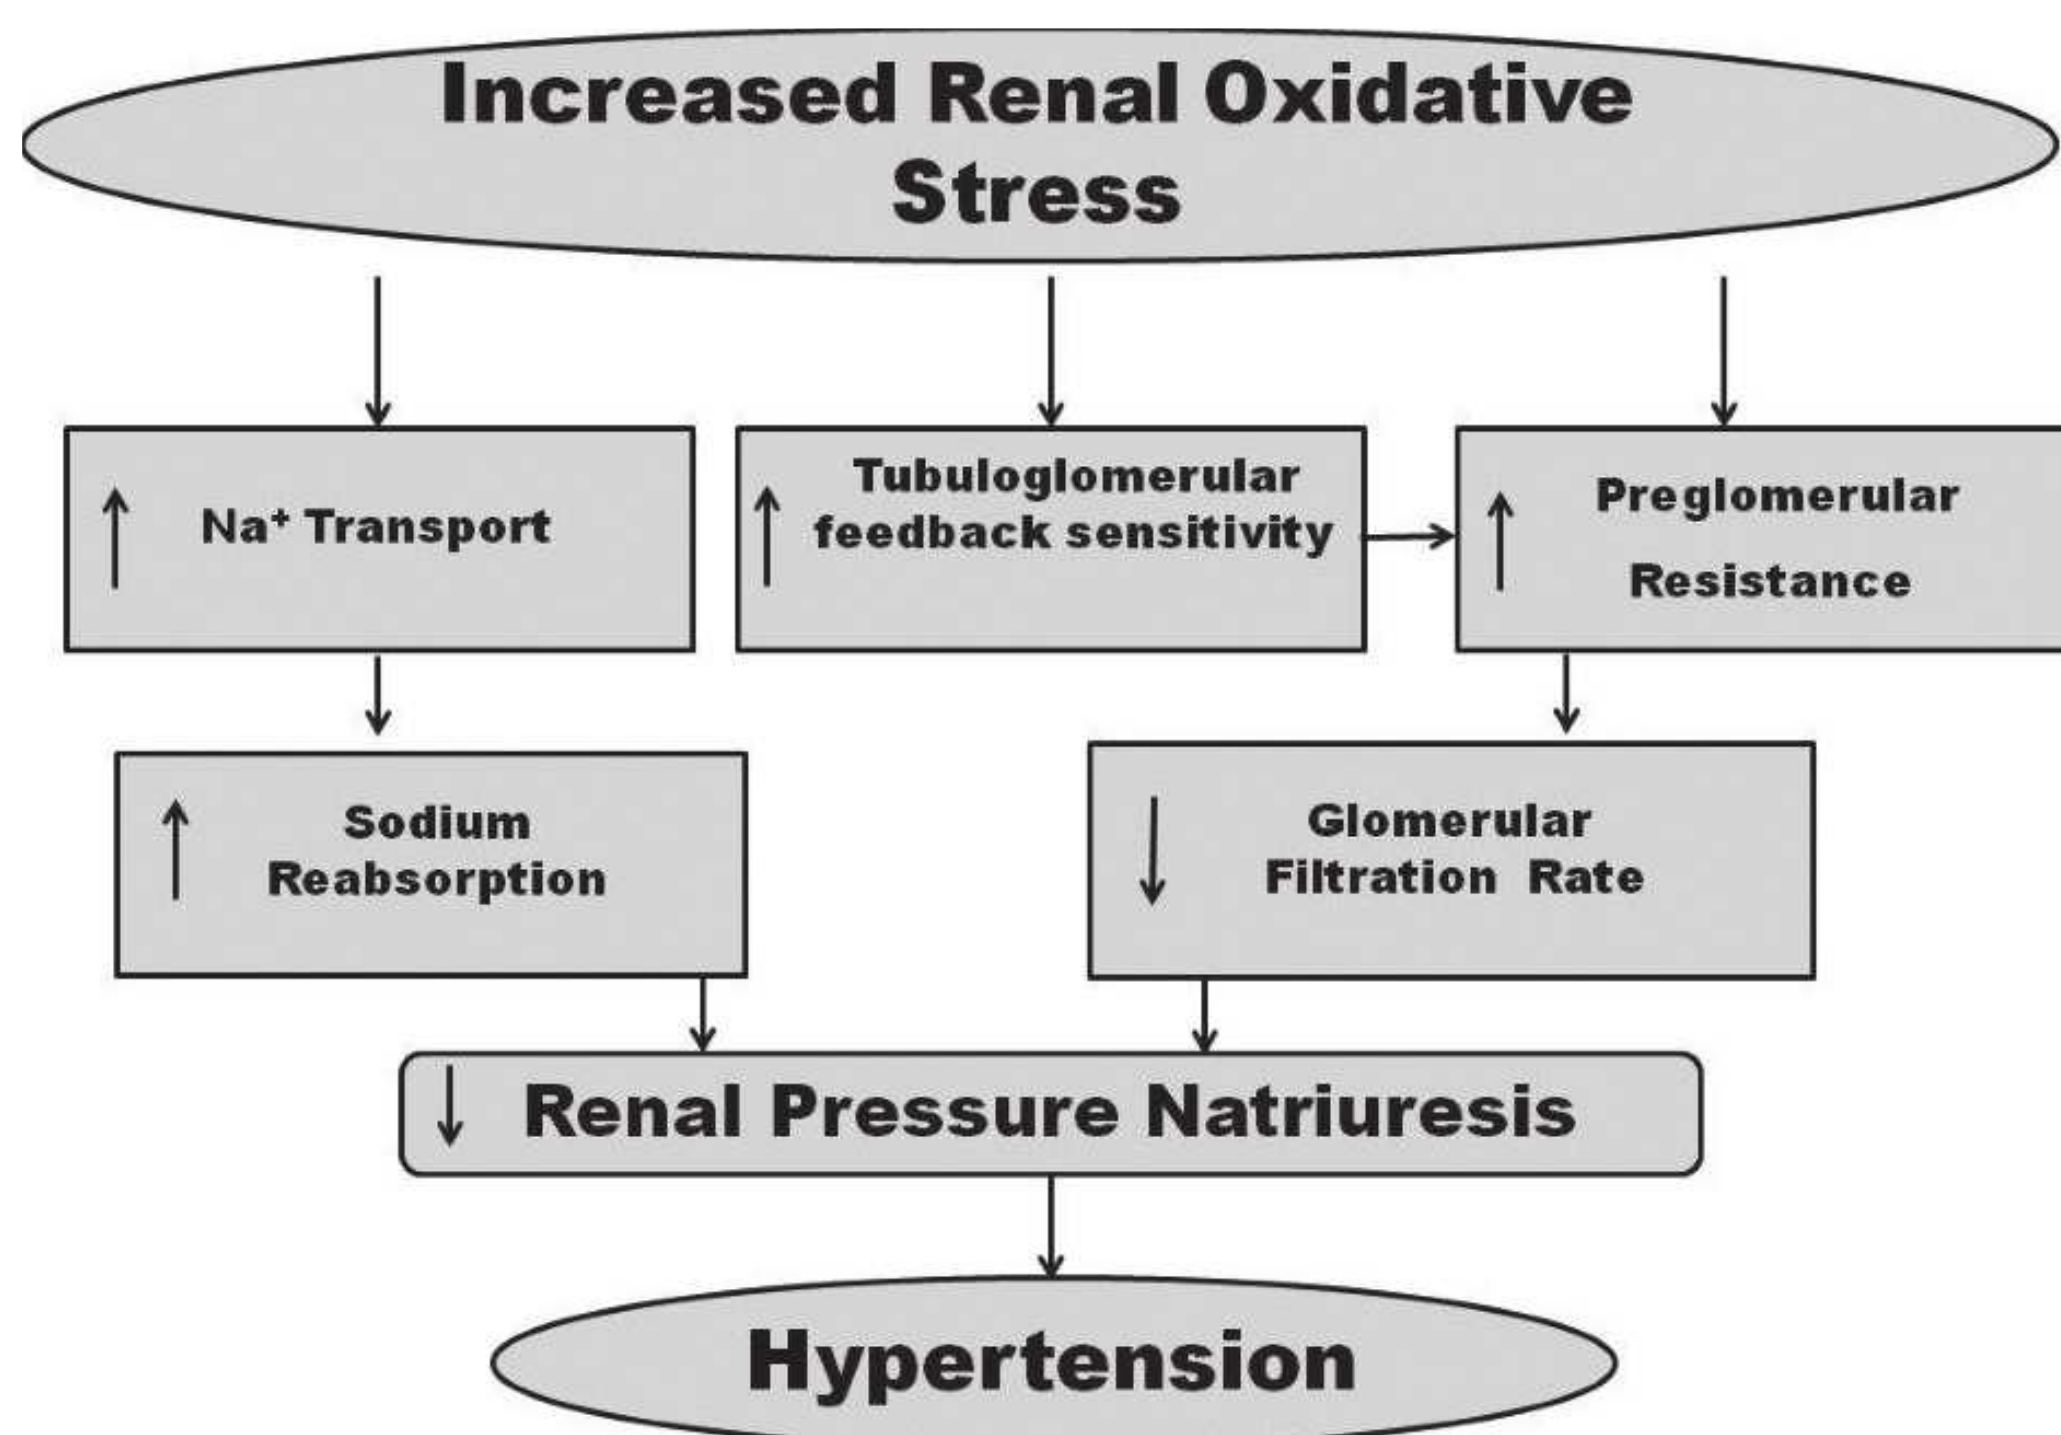 Increased Renal Oxidative
Stress
Na⁺ Transport
Tubuloglomerular
feedback sensitivity
Preglomerular
Resistance
Sodium
Reabsorption
Glomerular
Filtration Rate
Renal Pressure Natriuresis
Hypertension